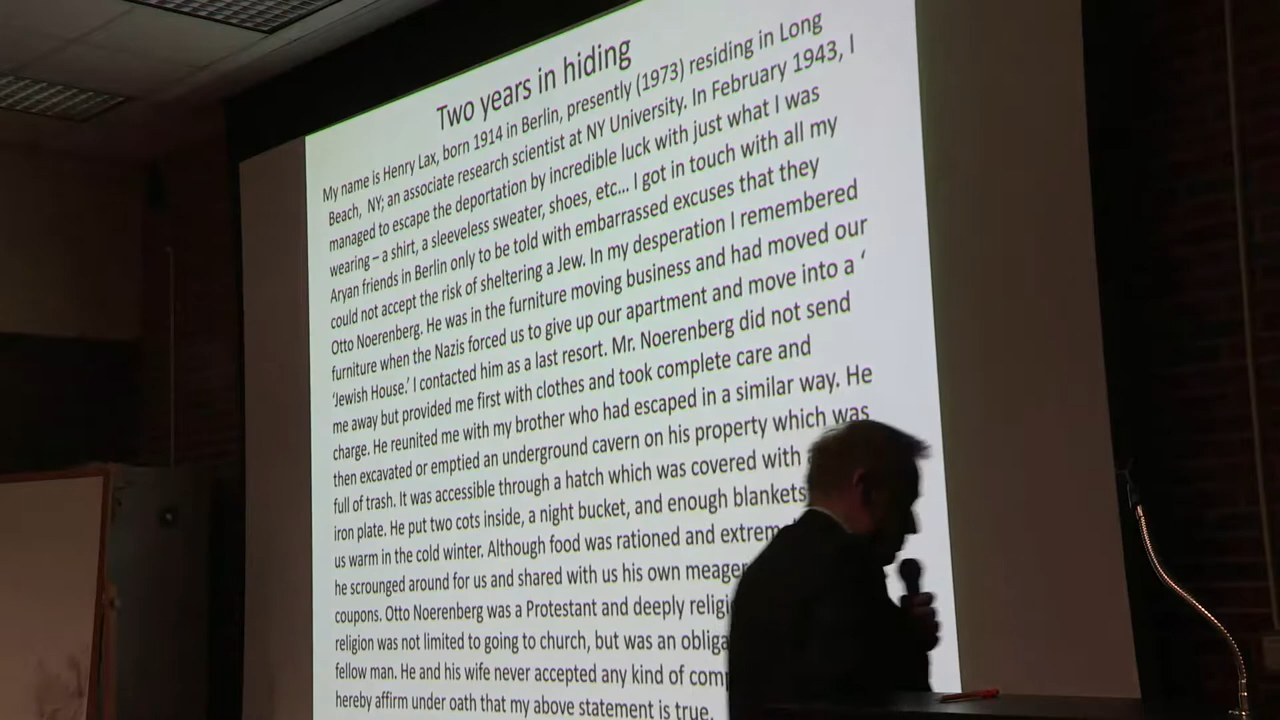 Two years in hiding
My name is Henry Lax, born 1914 in Berlin, presently (1973) residing in Long
Beach, NY; an associate research scientist at NY University. In February 1943, I
managed to escape the deportation by incredible luck with just what I was
wearing – a shirt, a sleeveless sweater, shoes, etc... I got in touch with all my
Aryan friends in Berlin only to be told with embarrassed excuses that they
could not accept the risk of sheltering a Jew. In my desperation I remembered
Otto Noerenberg. He was in the furniture moving business and had moved our
furniture when the Nazis forced us to give up our apartment and move into a ‘
‘Jewish House.’ I contacted him as a last resort. Mr. Noerenberg did not send
me away but provided me first with clothes and took complete care and
charge. He reunited me with my brother who had escaped in a similar way. He
then excavated or emptied an underground cavern on his property which was
full of trash. It was accessible through a hatch which was covered with
iron plate. He put two cots inside, a night bucket, and enough blankets
us warm in the cold winter. Although food was rationed and
he scrounged around for us and shared with us his own meager
coupons. Otto Noerenberg was a Protestant and deeply
religion was not limited to going to church, but was an
fellow man. He and his wife never accepted any kind of
hereby affirm under oath that my above statement is true.